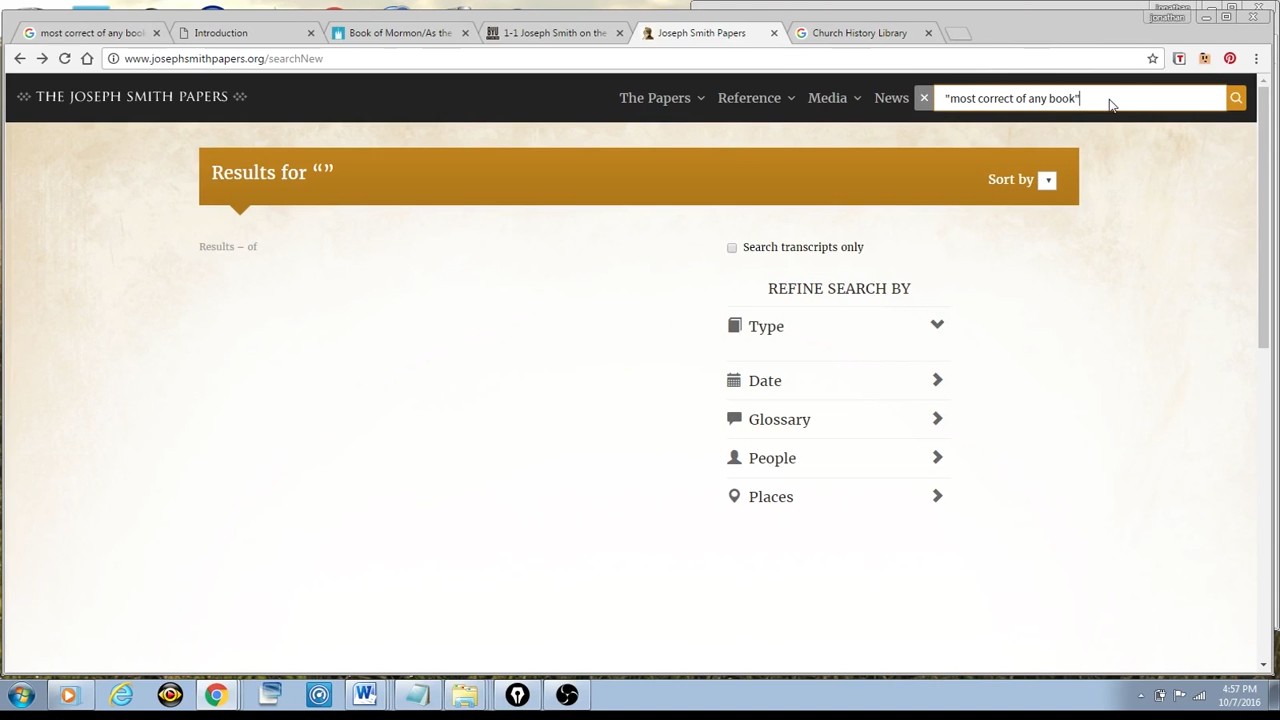 jonathan
jonathan
most correct of any boo
Introduction
Book of Mormon/As the
BYU
1-1 Joseph Smith on the
Joseph Smith Papers
Church History Library
www.josephsmithpapers.org/searchNew
THE JOSEPH SMITH PAPERS
The Papers
Reference
Media
News
"most correct of any book"
Results for “”
Sort by
Results – of
Search transcripts only
REFINE SEARCH BY
Type
Date
Glossary
People
Places
4:57 PM
10/7/2016